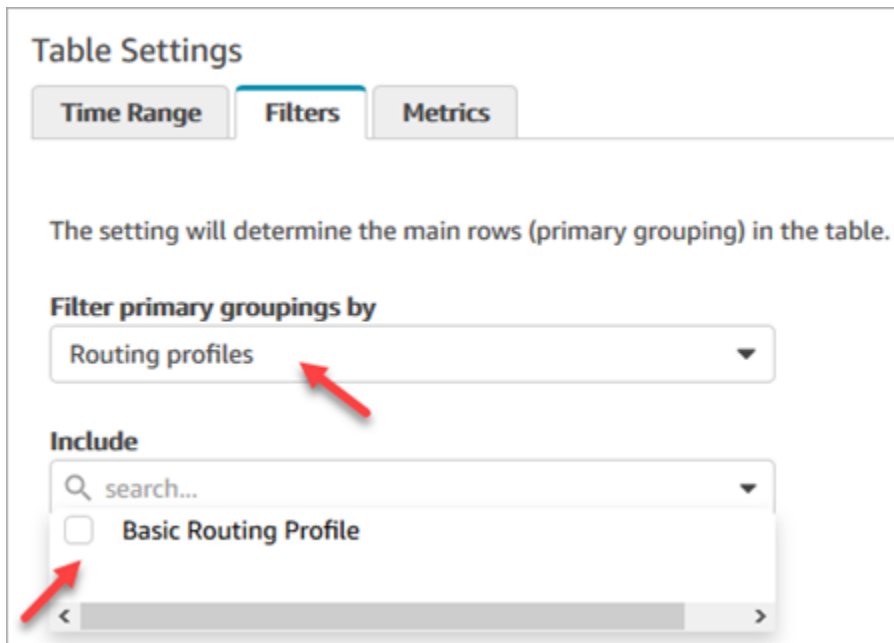 Table Settings
Time Range Filters Metrics
The setting will determine the main rows (primary grouping) in the table.
Filter primary groupings by
Routing profiles
Include
search...
Basic Routing Profile